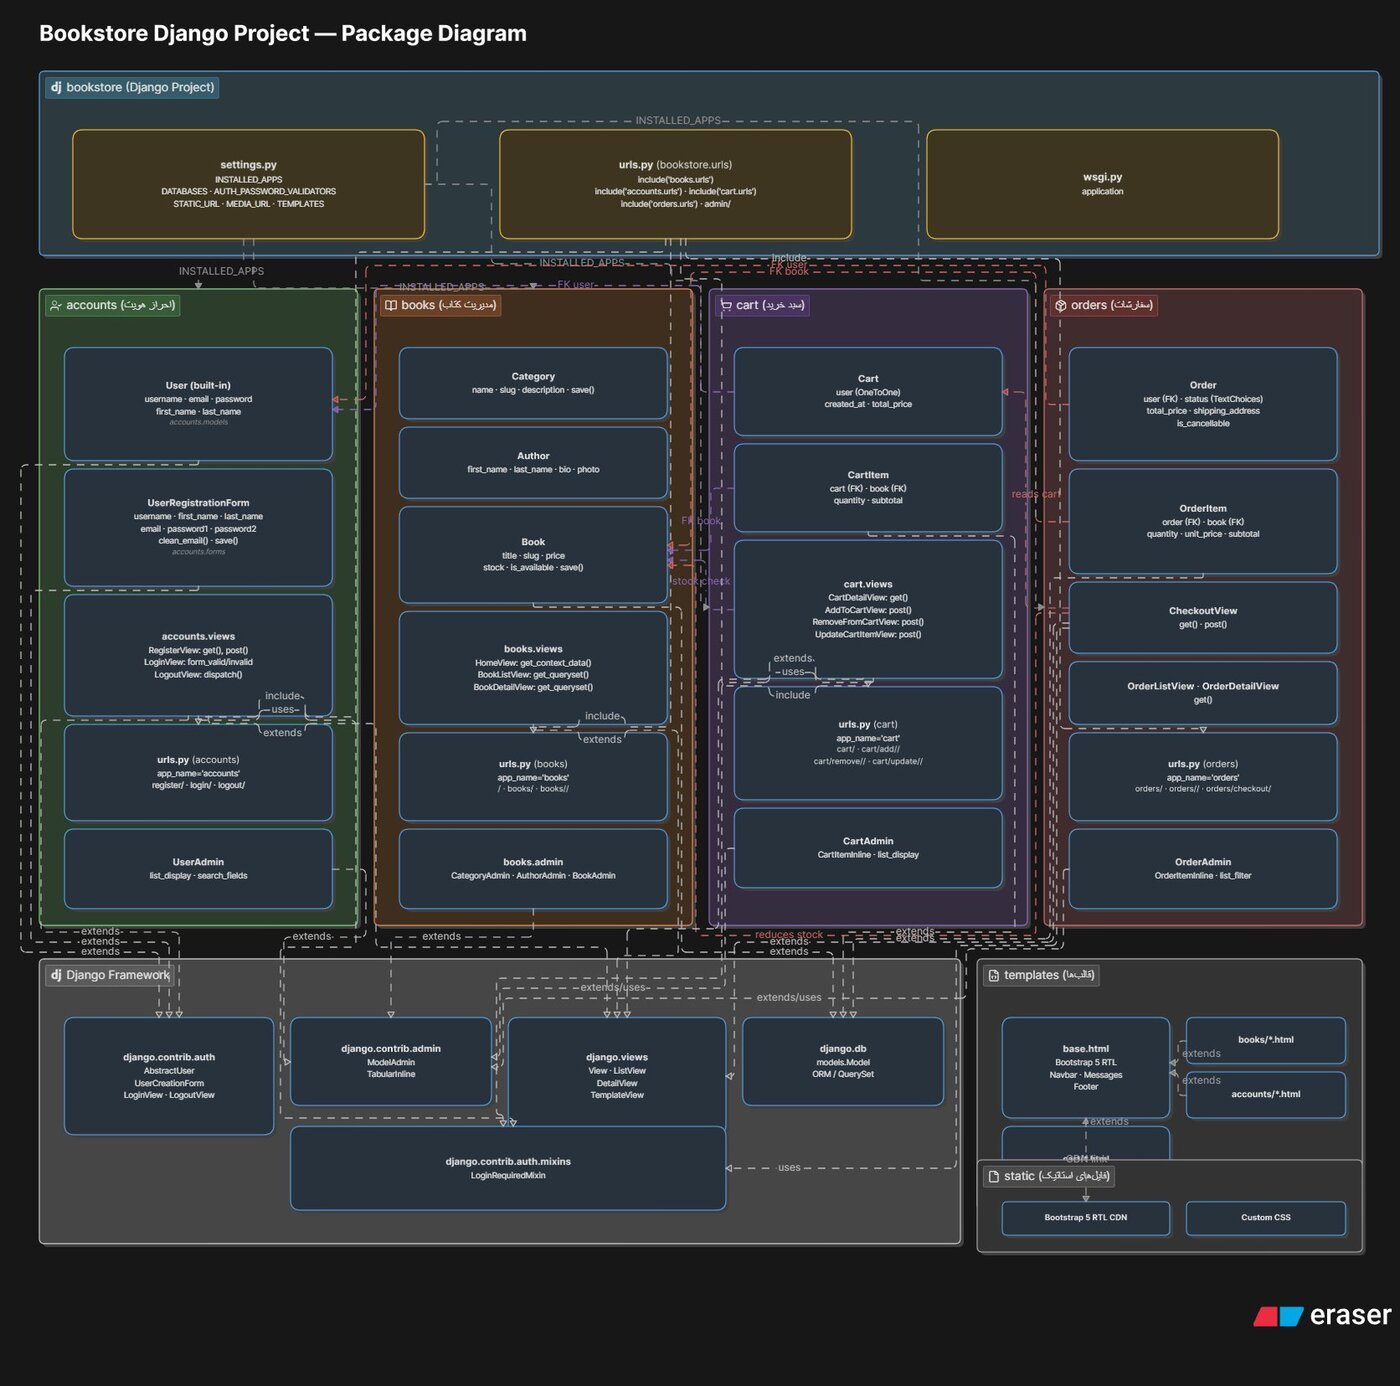 Bookstore Django Project — Package Diagram
dj bookstore (Django Project)
INSTALLED_APPS
settings.py
INSTALLED_APPS
DATABASES · AUTH_PASSWORD_VALIDATORS
STATIC_URL · MEDIA_URL · TEMPLATES
urls.py (bookstore.urls)
include('books.urls')
include('accounts.urls') · include('cart.urls')
include('orders.urls') · admin/
wsgi.py
application
INSTALLED_APPS
INSTALLED_APPS
INSTALLED_APPS
include
FK user
FK book
FK user
accounts (احراز هویت)
User (built-in)
username · email · password
first_name · last_name
accounts.models
UserRegistrationForm
username · first_name · last_name
email · password1 · password2
clean_email() · save()
accounts.forms
accounts.views
RegisterView: get(), post()
LoginView: form_valid/invalid
LogoutView: dispatch()
include
uses
extends
urls.py (accounts)
app_name='accounts'
register/ · login/ · logout/
UserAdmin
list_display · search_fields
books (مدیریت کتاب)
Category
name · slug · description · save()
Author
first_name · last_name · bio · photo
Book
title · slug · price
stock · is_available · save()
books.views
HomeView: get_context_data()
BookListView: get_queryset()
BookDetailView: get_queryset()
include
extends
urls.py (books)
app_name='books'
/ · books/ · books//
books.admin
CategoryAdmin · AuthorAdmin · BookAdmin
FK book
stock check
cart (سبد خرید)
Cart
user (OneToOne)
created_at · total_price
CartItem
cart (FK) · book (FK)
quantity · subtotal
cart.views
CartDetailView: get()
AddToCartView: post()
RemoveFromCartView: post()
UpdateCartItemView: post()
extends
uses
include
urls.py (cart)
app_name='cart'
cart/ · cart/add//
cart/remove// · cart/update//
CartAdmin
CartItemInline · list_display
reads cart
orders (سفارشات)
Order
user (FK) · status (TextChoices)
total_price · shipping_address
is_cancellable
OrderItem
order (FK) · book (FK)
quantity · unit_price · subtotal
CheckoutView
get() · post()
OrderListView · OrderDetailView
get()
urls.py (orders)
app_name='orders'
orders/ · orders// · orders/checkout/
OrderAdmin
OrderItemInline · list_filter
extends
extends
extends
extends
extends
reduces stock
extends
extends
extends
extends
dj Django Framework
extends/uses
extends/uses
django.contrib.auth
AbstractUser
UserCreationForm
LoginView · LogoutView
django.contrib.admin
ModelAdmin
TabularInline
django.views
View · ListView
DetailView
TemplateView
django.db
models.Model
ORM / QuerySet
django.contrib.auth.mixins
LoginRequiredMixin
uses
templates (قالب‌ها)
base.html
Bootstrap 5 RTL
Navbar · Messages
Footer
books/*.html
extends
extends
accounts/*.html
extends
static (فایل‌های استاتیک)
Bootstrap 5 RTL CDN
Custom CSS
eraser